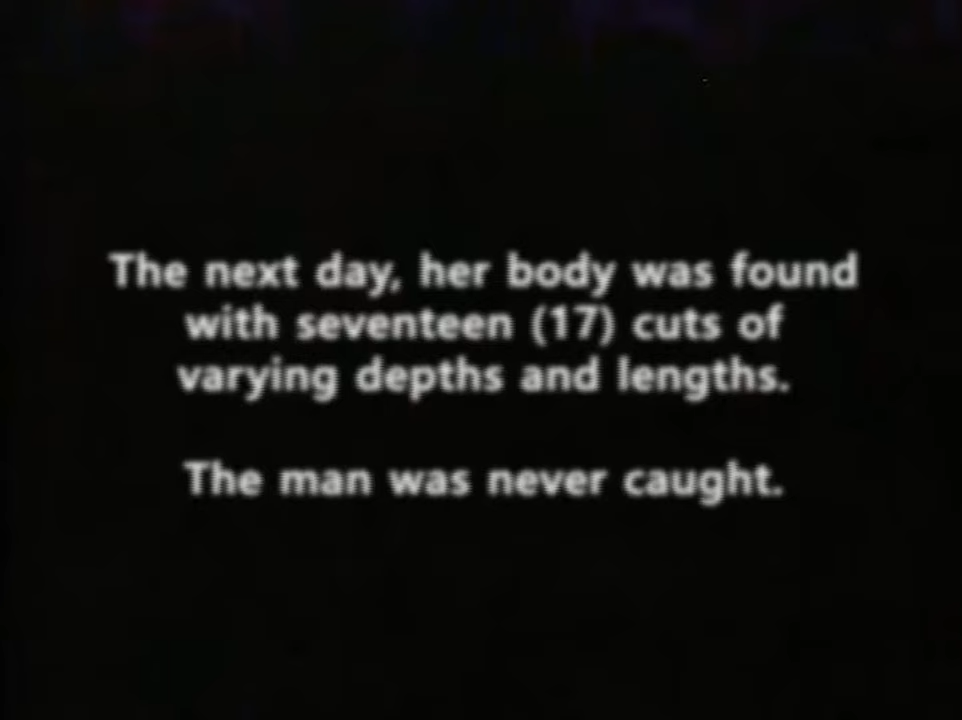 The next day, her body was found
with seventeen (17) cuts of
varying depths and lengths.
The man was never caught.